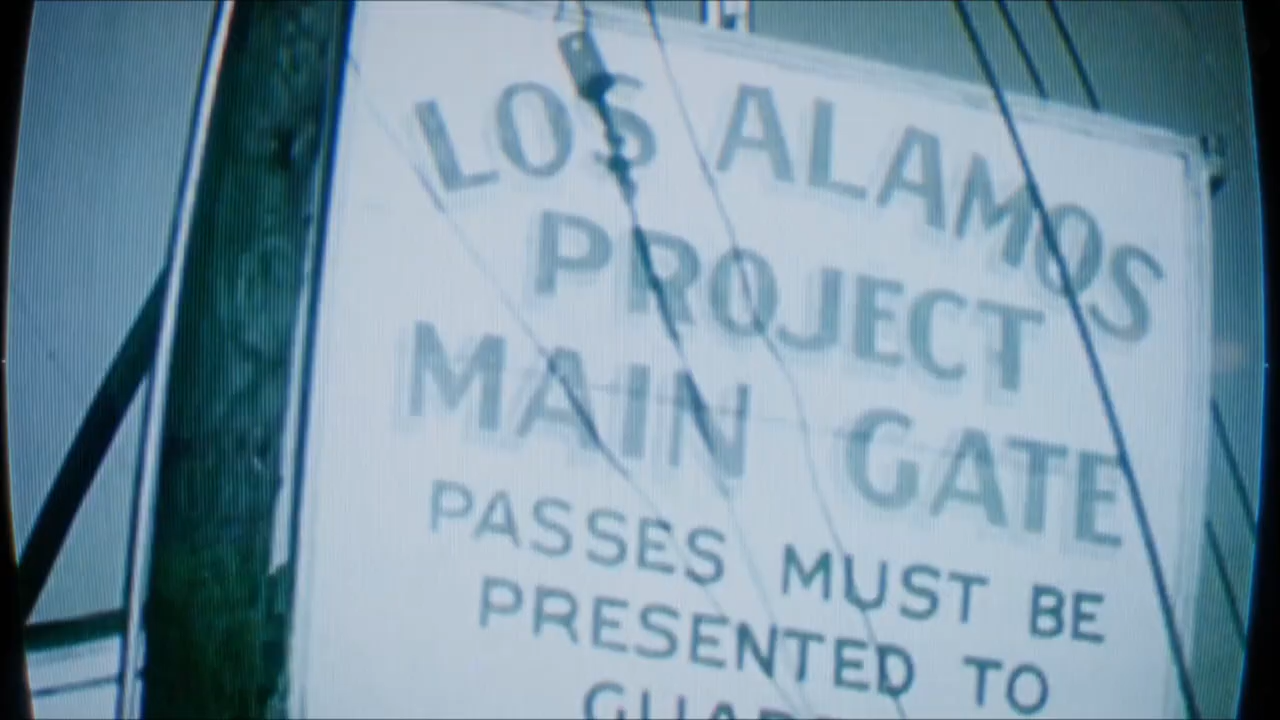 LOS ALAMOS
PROJECT
MAIN GATE
PASSES MUST BE
PRESENTED TO